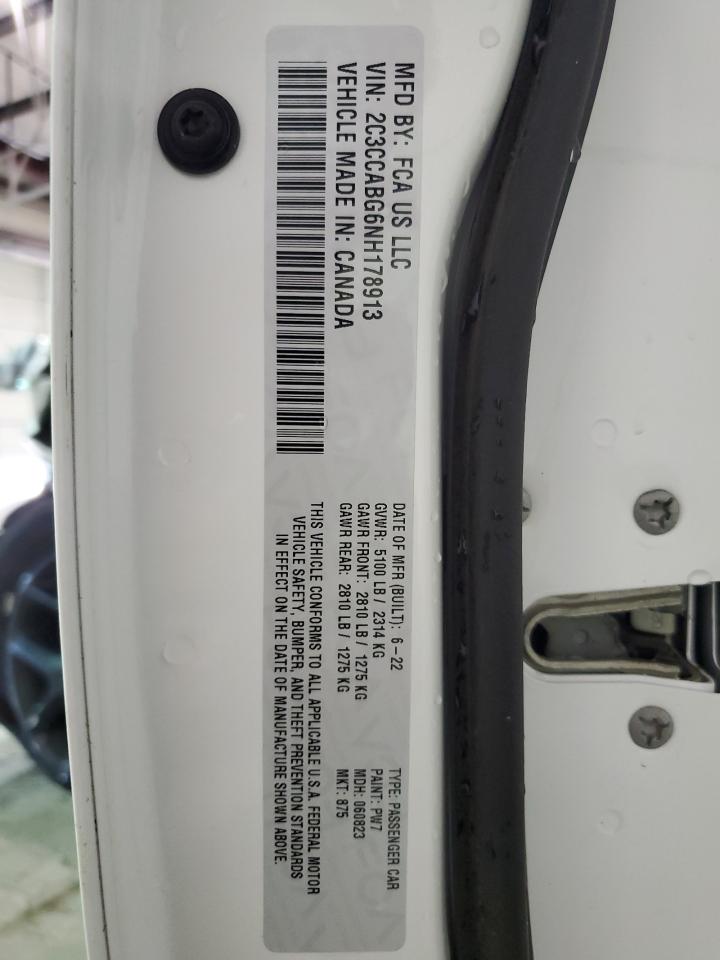 MFD BY: FCA US LLC
VIN: 2C3CCABG6NH178913
VEHICLE MADE IN: CANADA
DATE OF MFR (BUILT): 6-22
GVWR: 5100 LB / 2314 KG
GAWR FRONT: 2810 LB / 1275 KG
GAWR REAR: 2810 LB / 1275 KG
TYPE: PASSENGER CAR
PAINT: PW7
MDH: 060823
MKT: 875
THIS VEHICLE CONFORMS TO ALL APPLICABLE U.S.A. FEDERAL MOTOR
VEHICLE SAFETY, BUMPER, AND THEFT PREVENTION STANDARDS
IN EFFECT ON THE DATE OF MANUFACTURE SHOWN ABOVE.